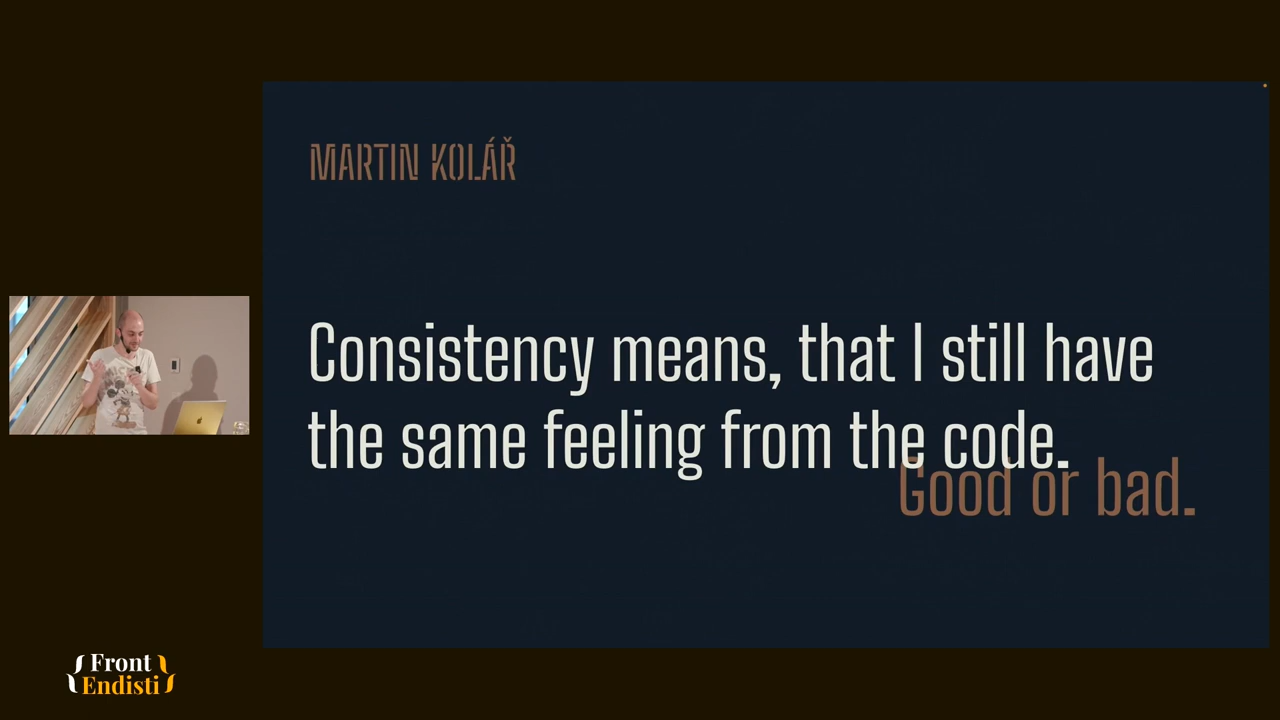 MARTIN KOLÁŘ
Consistency means, that I still have
the same feeling from the code.
Good or bad.
{Front
Endisti}